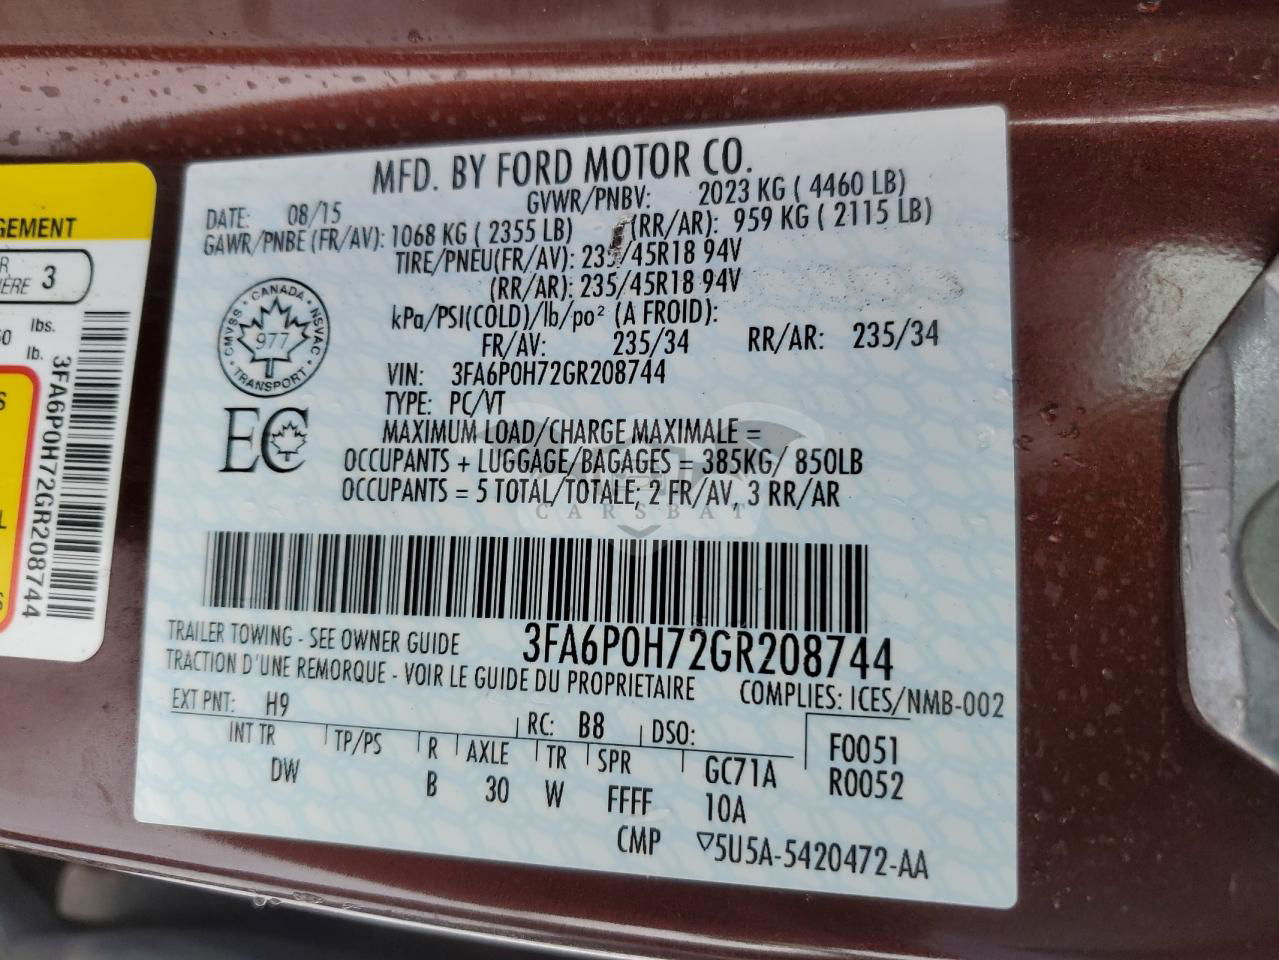 MFD. BY FORD MOTOR CO.
DATE: 08/15 GVWR/PNBV: 2023 KG ( 4460 LB)
GAWR/PNBE (FR/AV): 1068 KG ( 2355 LB) (RR/AR): 959 KG ( 2115 LB)
TIRE/PNEU(FR/AV): 235/45R18 94V
(RR/AR): 235/45R18 94V
kPa/PSI(COLD)/lb/po² (A FROID):
FR/AV: 235/34 RR/AR: 235/34
VIN: 3FA6P0H72GR208744
TYPE: PC/VT
MAXIMUM LOAD/CHARGE MAXIMALE =
OCCUPANTS + LUGGAGE/BAGAGES = 385KG/ 850LB
OCCUPANTS = 5 TOTAL/TOTALE; 2 FR/AV, 3 RR/AR
CANADA
CMVSS 977 NSVAC
TRANSPORT
EC
CARSBAT
3FA6P0H72GR208744
TRAILER TOWING - SEE OWNER GUIDE
TRACTION D'UNE REMORQUE - VOIR LE GUIDE DU PROPRIETAIRE
COMPLIES: ICES/NMB-002
EXT PNT: H9 RC: B8 DSO: F0051
INT TR TP/PS R AXLE TR SPR GC71A R0052
DW B 30 W FFFF 10A
CMP 5U5A-5420472-AA
GEMENT
R
IÈRE 3
50 lbs.
lb.
3FA6P0H72GR208744
S
L